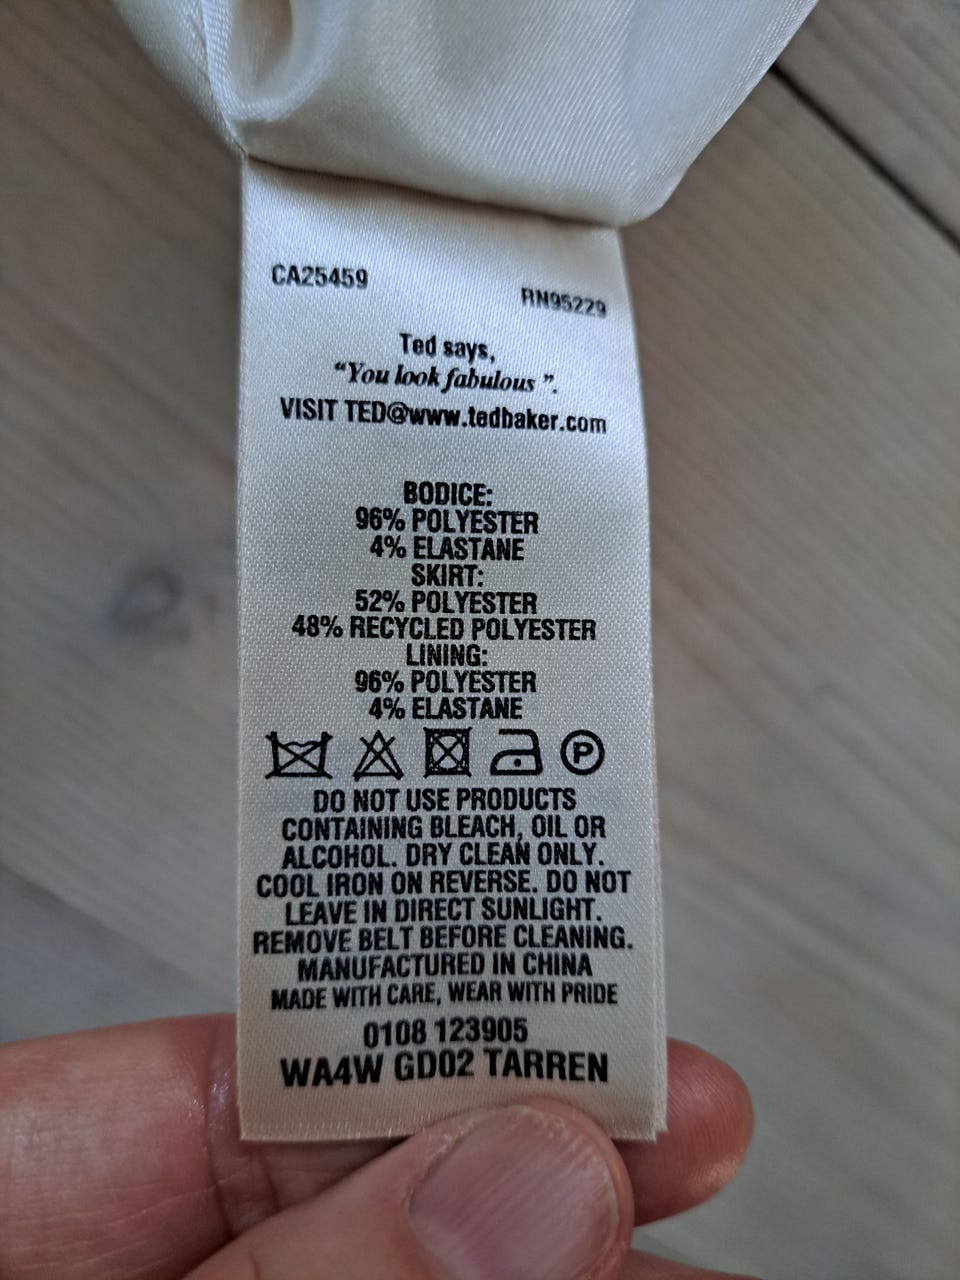 CA25459
RN95229
Ted says,
“You look fabulous ”.
VISIT TED@www.tedbaker.com
BODICE:
96% POLYESTER
4% ELASTANE
SKIRT:
52% POLYESTER
48% RECYCLED POLYESTER
LINING:
96% POLYESTER
4% ELASTANE
P
DO NOT USE PRODUCTS
CONTAINING BLEACH, OIL OR
ALCOHOL. DRY CLEAN ONLY.
COOL IRON ON REVERSE. DO NOT
LEAVE IN DIRECT SUNLIGHT.
REMOVE BELT BEFORE CLEANING.
MANUFACTURED IN CHINA
MADE WITH CARE, WEAR WITH PRIDE
0108 123905
WA4W GD02 TARREN